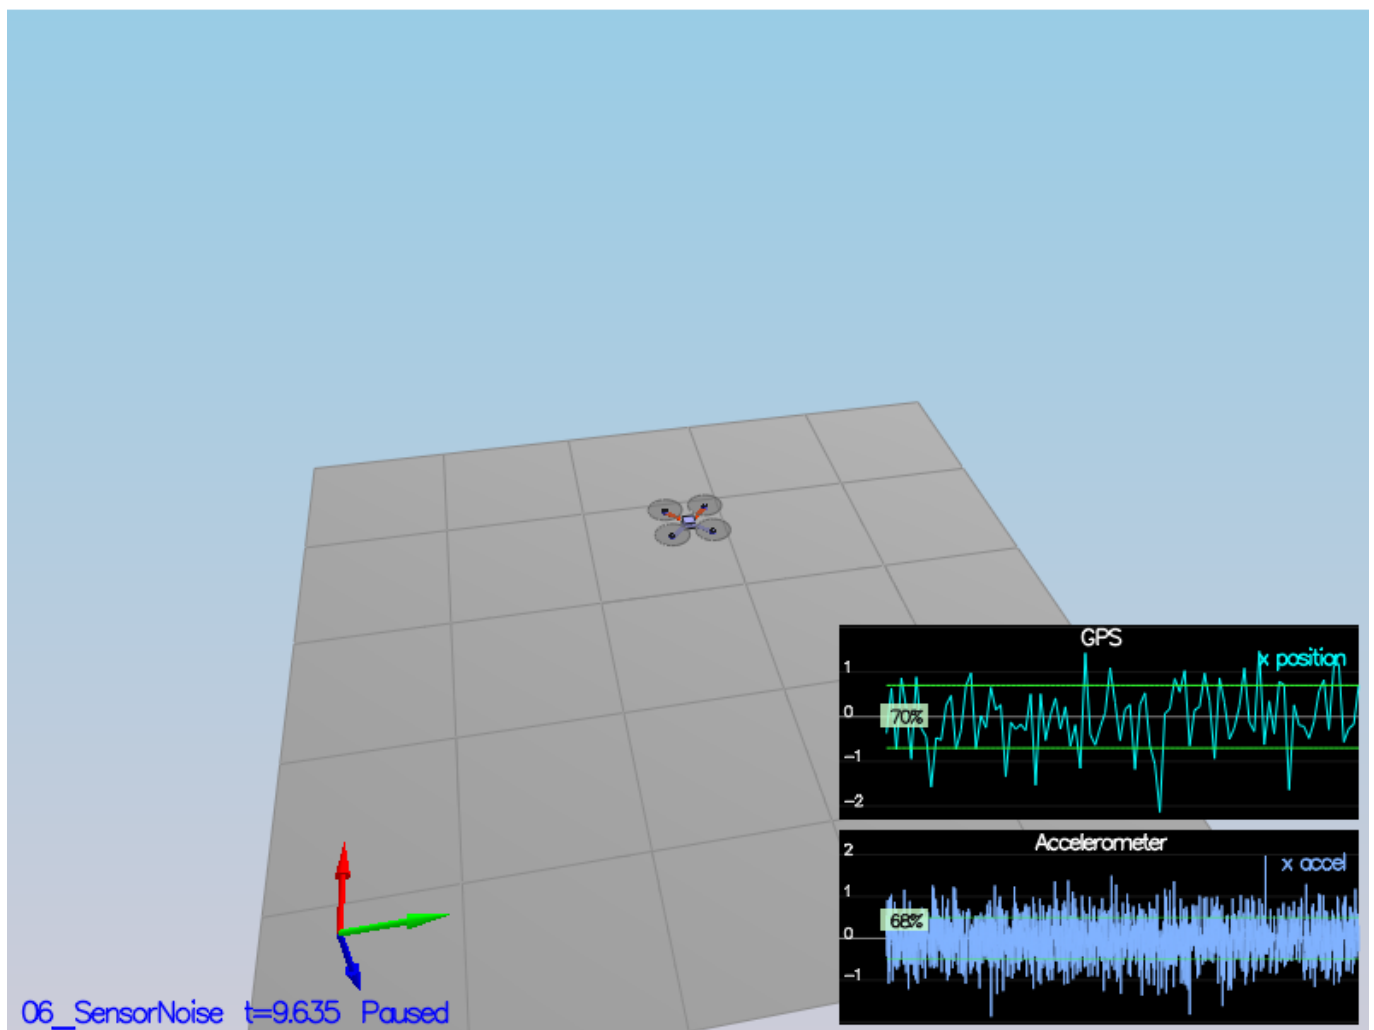 GPS
x position
1
0
70%
-1
-2
Accelerometer
2
x accel
1
68%
0
-1
06_SensorNoise t=9.635 Paused